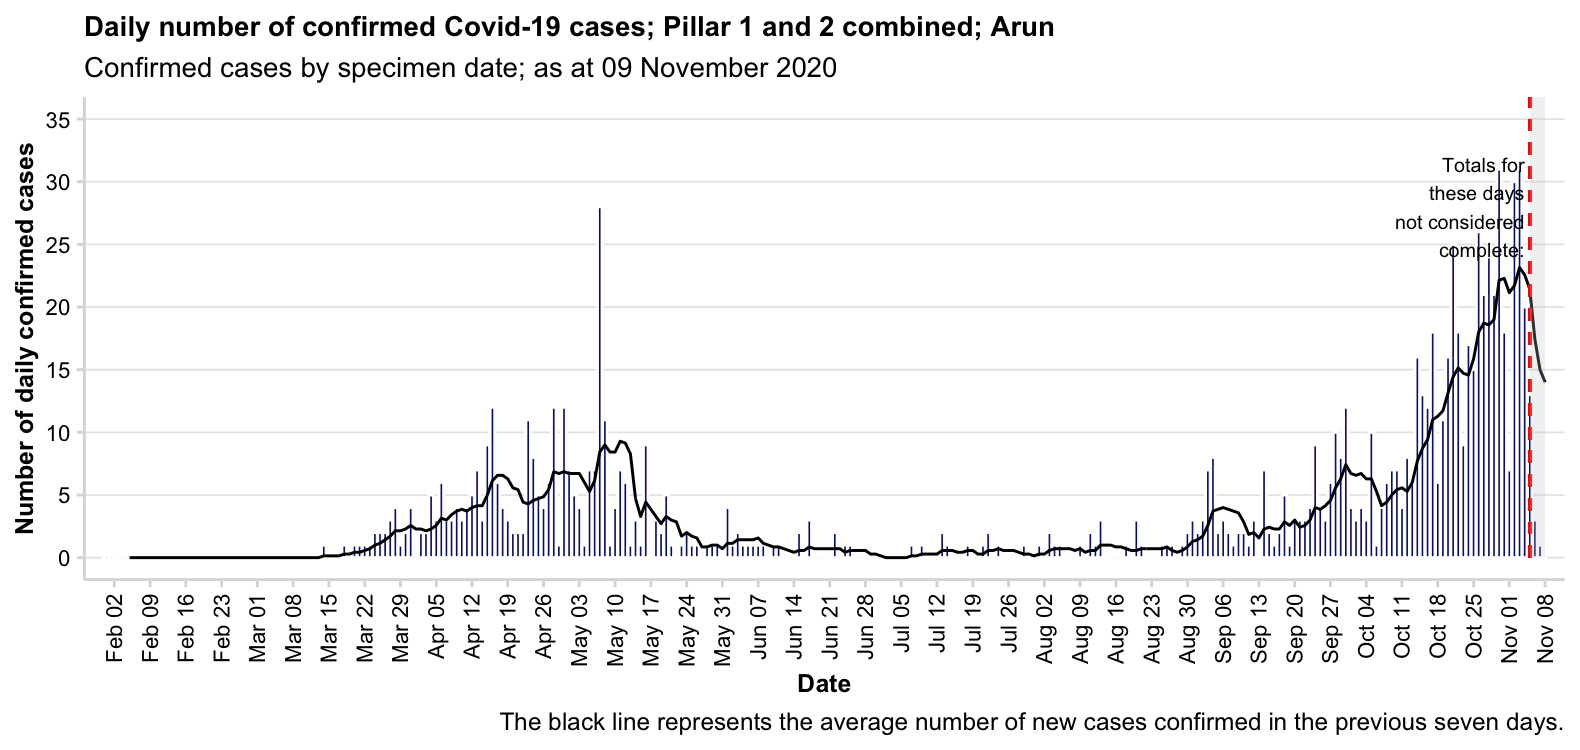 Daily number of confirmed Covid-19 cases; Pillar 1 and 2 combined; Arun
Confirmed cases by specimen date; as at 09 November 2020
Number of daily confirmed cases
35
30
25
20
15
10
5
0
Totals for
these days
not considered
complete:
Feb 02
Feb 09
Feb 16
Feb 23
Mar 01
Mar 08
Mar 15
Mar 22
Mar 29
Apr 05
Apr 12
Apr 19
Apr 26
May 03
May 10
May 17
May 24
May 31
Jun 07
Jun 14
Jun 21
Jun 28
Jul 05
Jul 12
Jul 19
Jul 26
Aug 02
Aug 09
Aug 16
Aug 23
Aug 30
Sep 06
Sep 13
Sep 20
Sep 27
Oct 04
Oct 11
Oct 18
Oct 25
Nov 01
Nov 08
Date
The black line represents the average number of new cases confirmed in the previous seven days.